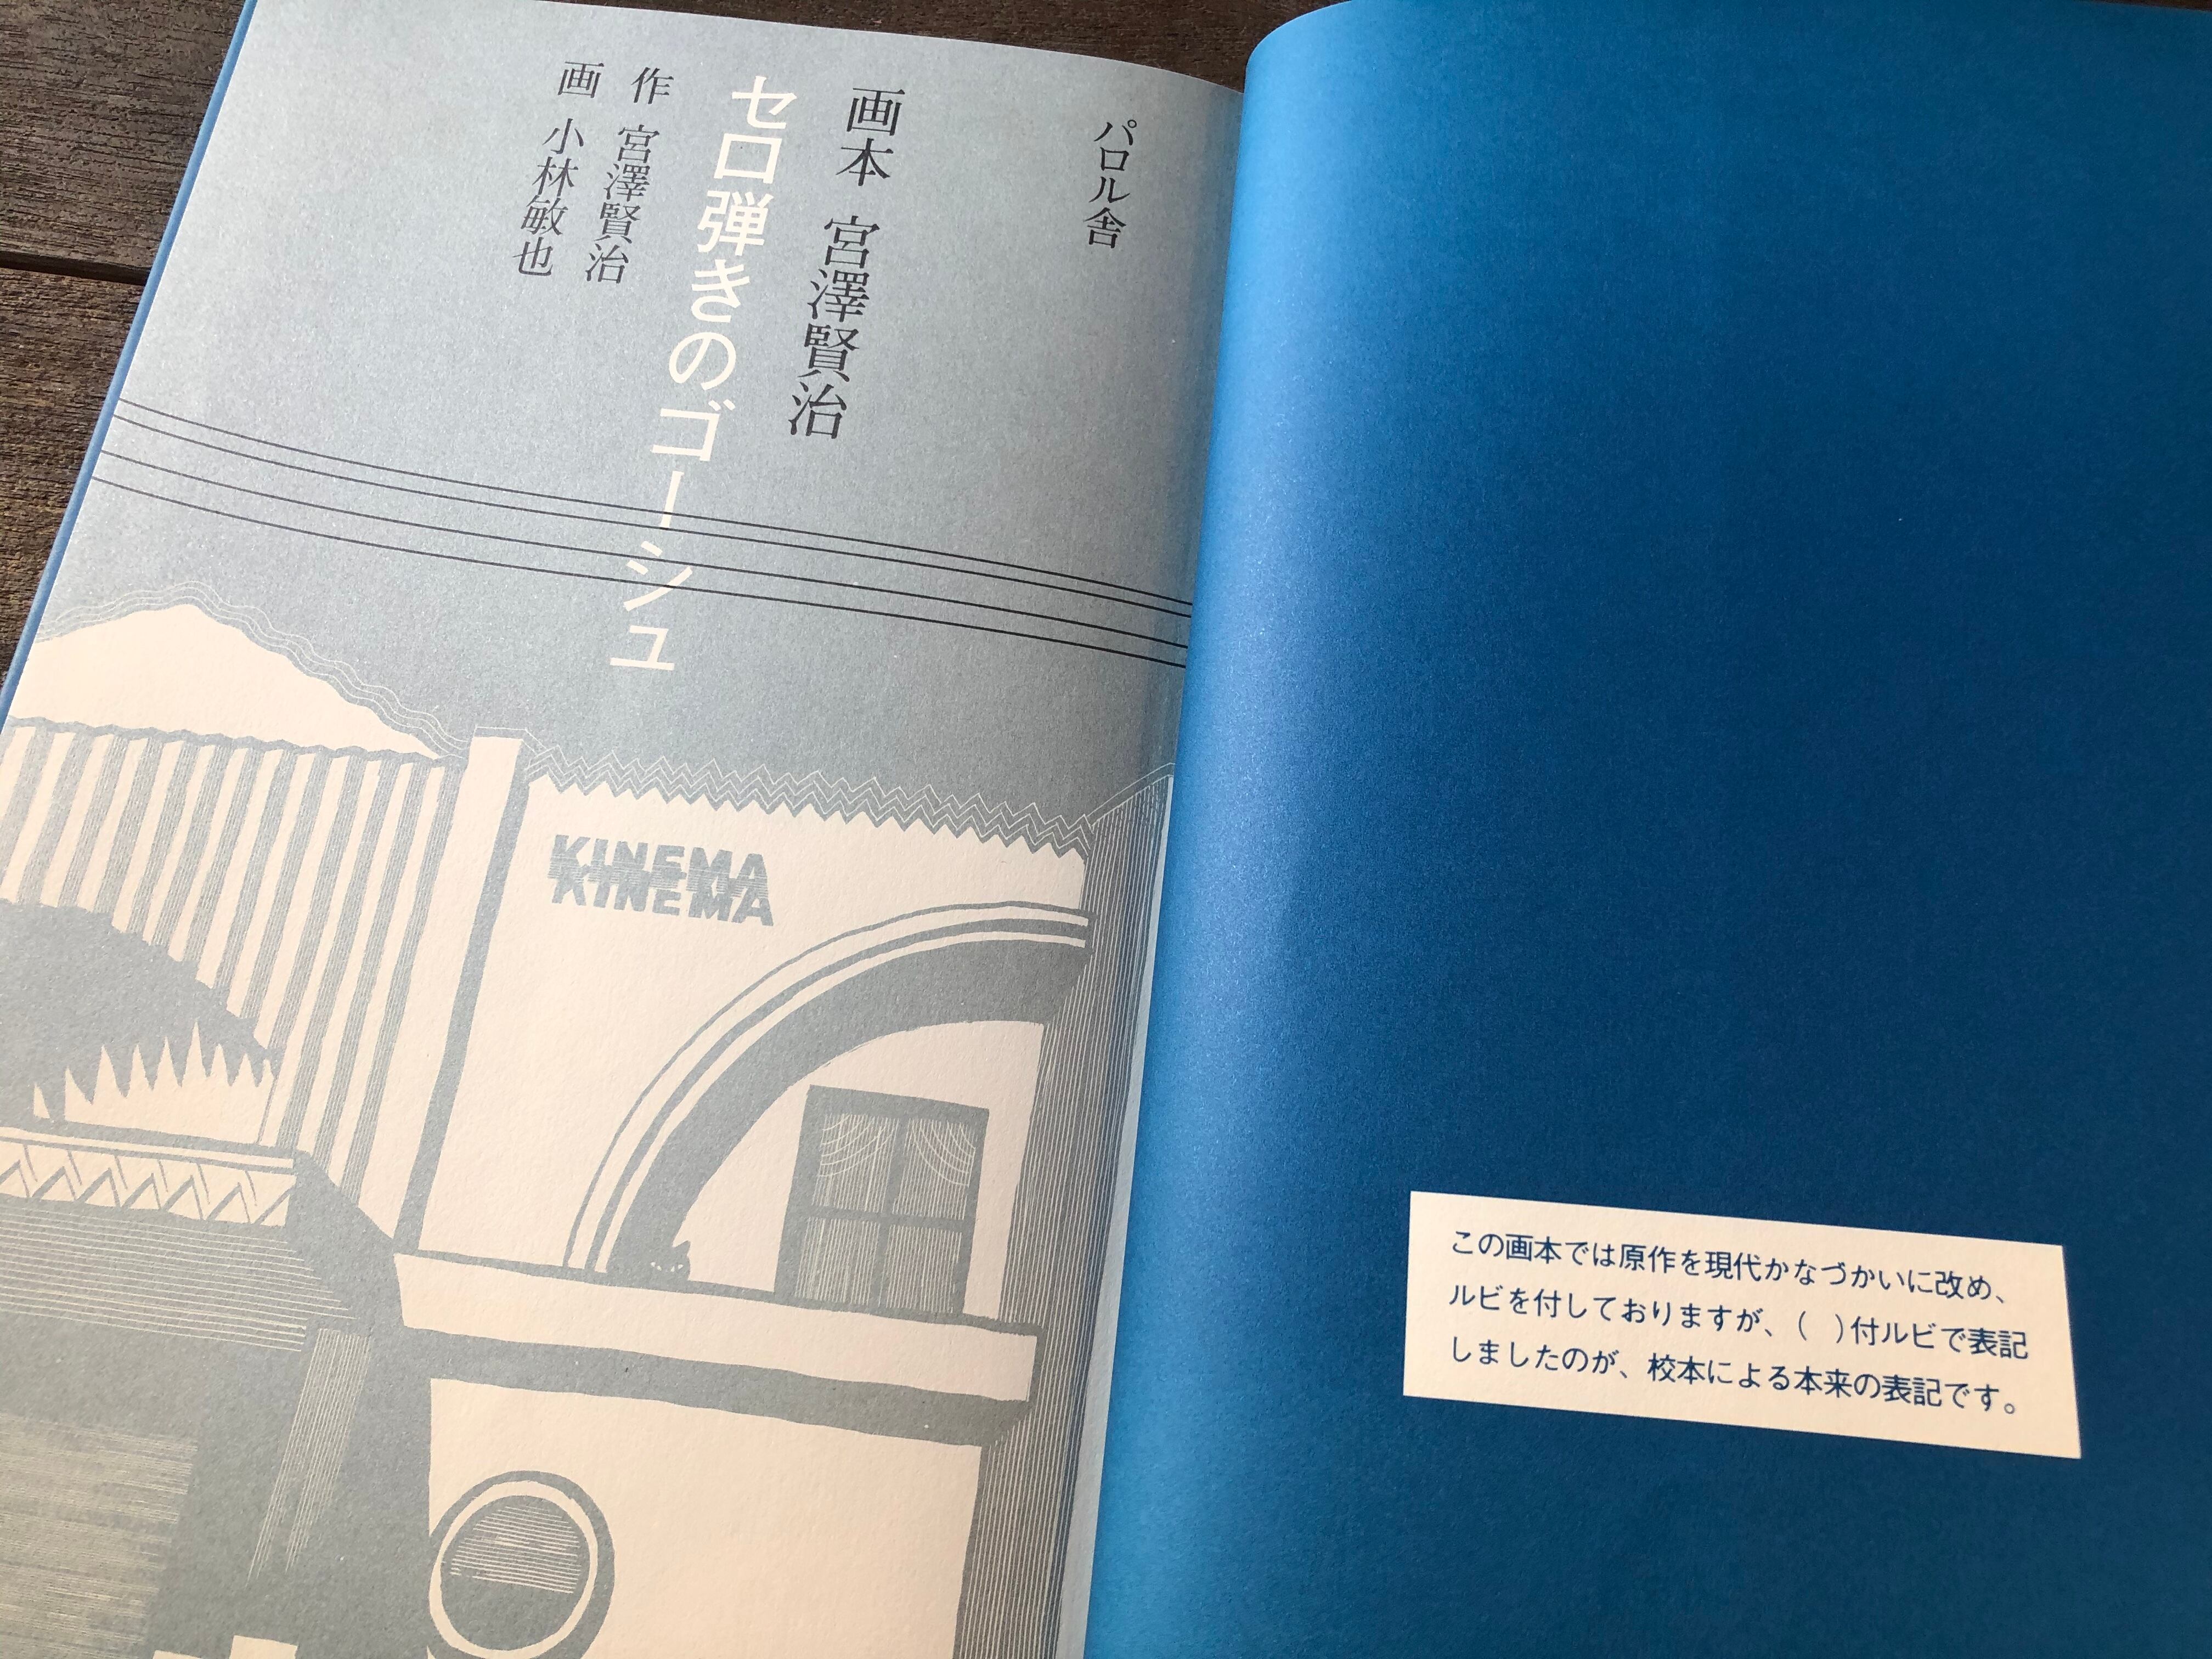 パロル舎
画本 宮澤賢治
セロ弾きのゴーシュ
作 宮澤賢治
画 小林敏也
KINEMA
KINEMA
この画本では原作を現代かなづかいに改め、
ルビを付しておりますが、( )付ルビで表記
しましたのが、校本による本来の表記です。